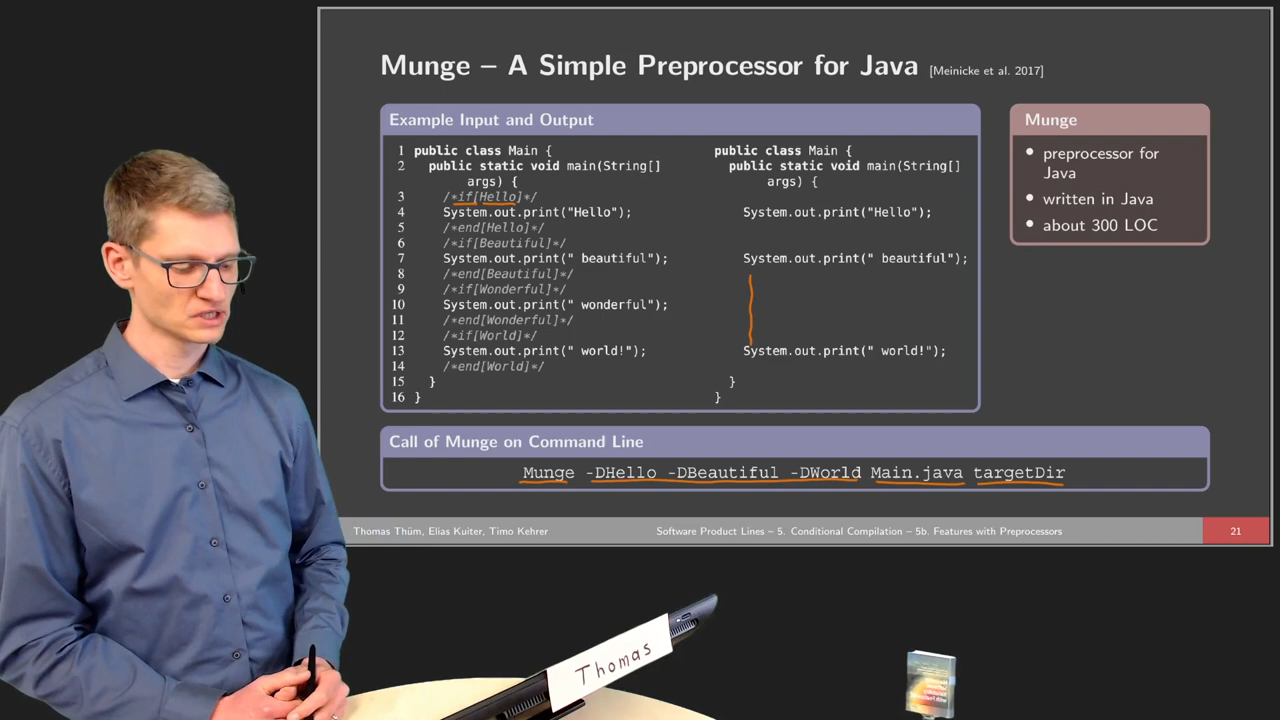 Munge – A Simple Preprocessor for Java [Meinicke et al. 2017]
Example Input and Output
1 public class Main {
2 public static void main(String[]
args) {
3 /*if[Hello]*/
4 System.out.print("Hello");
5 /*end[Hello]*/
6 /*if[Beautiful]*/
7 System.out.print(" beautiful");
8 /*end[Beautiful]*/
9 /*if[Wonderful]*/
10 System.out.print(" wonderful");
11 /*end[Wonderful]*/
12 /*if[World]*/
13 System.out.print(" world!");
14 /*end[World]*/
15 }
16 }
public class Main {
public static void main(String[]
args) {
System.out.print("Hello");
System.out.print(" beautiful");
System.out.print(" world!");
}
}
Munge
• preprocessor for
Java
• written in Java
• about 300 LOC
Call of Munge on Command Line
Munge -DHello -DBeautiful -DWorld Main.java targetDir
Thomas Thüm, Elias Kuiter, Timo Kehrer
Software Product Lines – 5. Conditional Compilation – 5b. Features with Preprocessors
21
Thomas